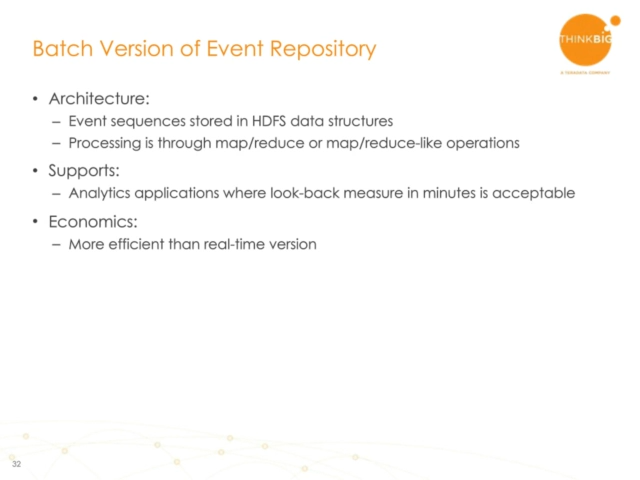 Batch Version of Event Repository
THINKBIG
A TERADATA COMPANY
• Architecture:
– Event sequences stored in HDFS data structures
– Processing is through map/reduce or map/reduce-like operations
• Supports:
– Analytics applications where look-back measure in minutes is acceptable
• Economics:
– More efficient than real-time version
32